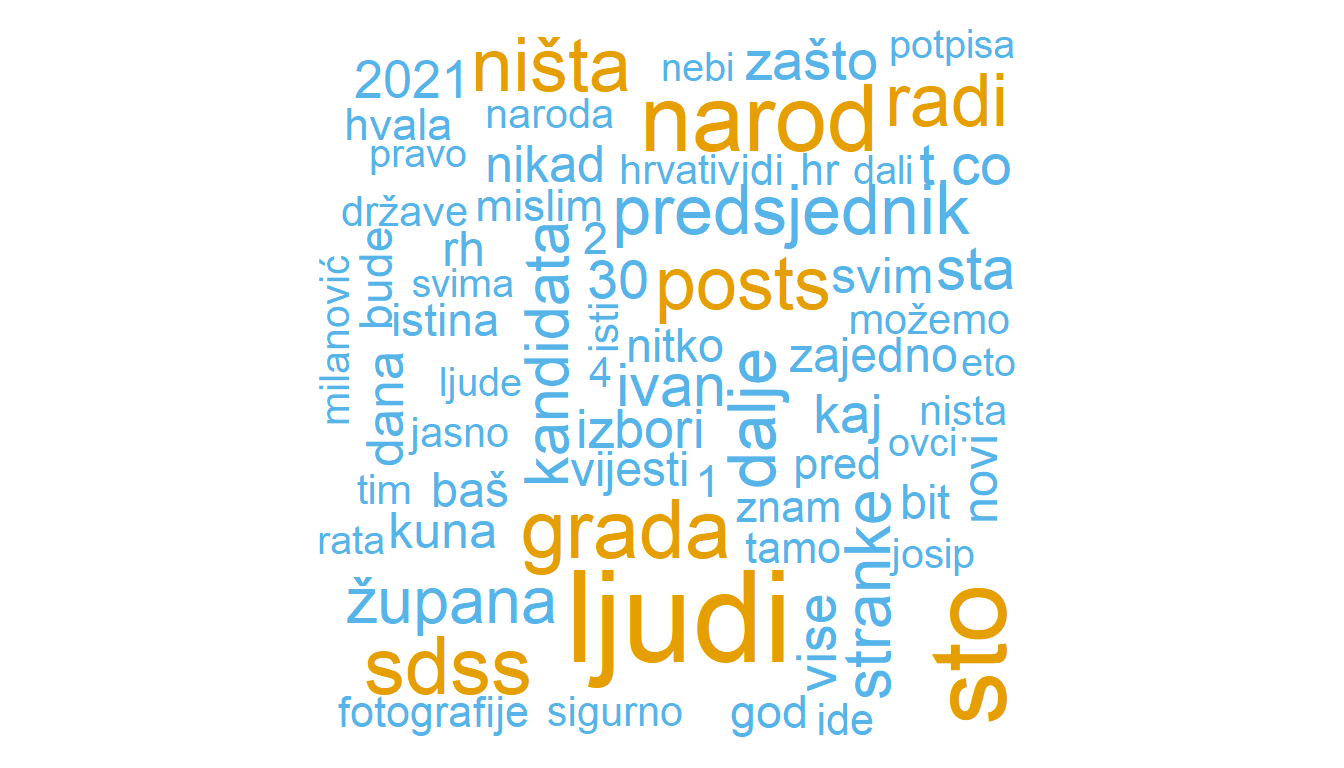 potpisa
ništa nebi zašto
2021
narod radi
hvala naroda
pravo nikad hrvati vidi hr dali t.co
države mislim predsjednik
bude rh 2
milanović svima kandidata 30 posts svim sta
istina isti možemo
nitko zajedno eto
dana ljude 4 ivan dalje
jasno izbori kaj nista
ovci
vijesti 1 pred novi
tim baš
znam bit
rata kuna grada tamo stranke josip
župana ljudi vise sto
sdss
fotografije sigurno god ide